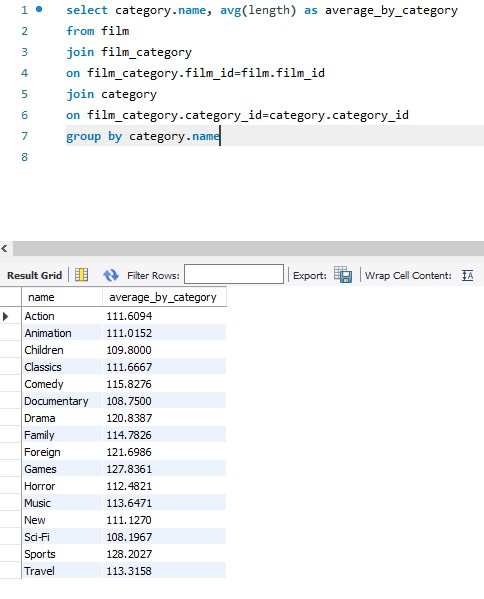 1 select category.name, avg(length) as average_by_category
2 from film
3 join film_category
4 on film_category.film_id=film.film_id
5 join category
6 on film_category.category_id=category.category_id
7 group by category.name
8
Result Grid Filter Rows: Export: Wrap Cell Content:
name average_by_category
Action 111.6094
Animation 111.0152
Children 109.8000
Classics 111.6667
Comedy 115.8276
Documentary 108.7500
Drama 120.8387
Family 114.7826
Foreign 121.6986
Games 127.8361
Horror 112.4821
Music 113.6471
New 111.1270
Sci-Fi 108.1967
Sports 128.2027
Travel 113.3158